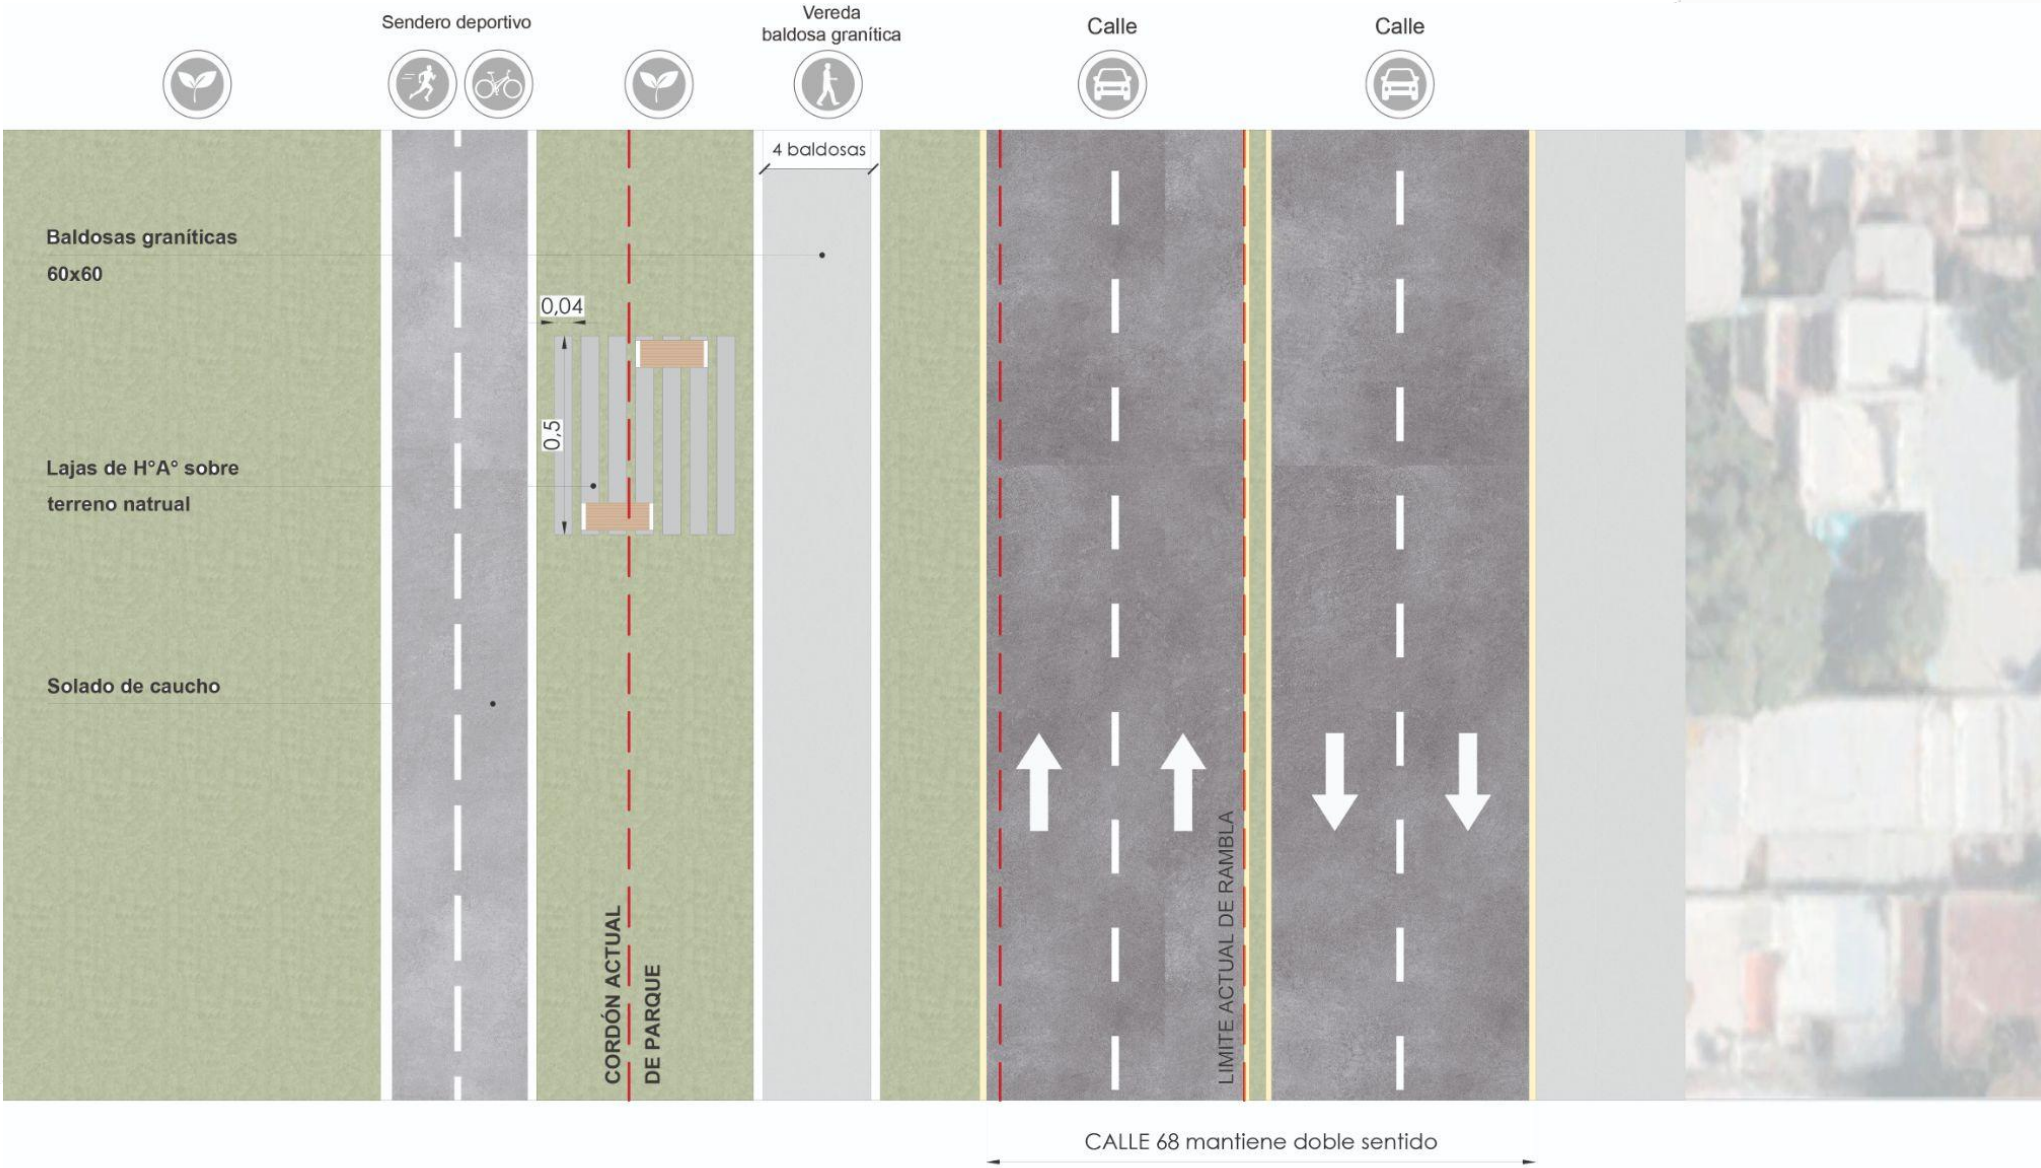 Sendero deportivo
Vereda
baldosa granítica
Calle
Calle
4 baldosas
Baldosas graníticas
60x60
0,04
0,5
Lajas de H°A° sobre
terreno natrual
Solado de caucho
CORDÓN ACTUAL
DE PARQUE
LIMITE ACTUAL DE RAMBLA
CALLE 68 mantiene doble sentido